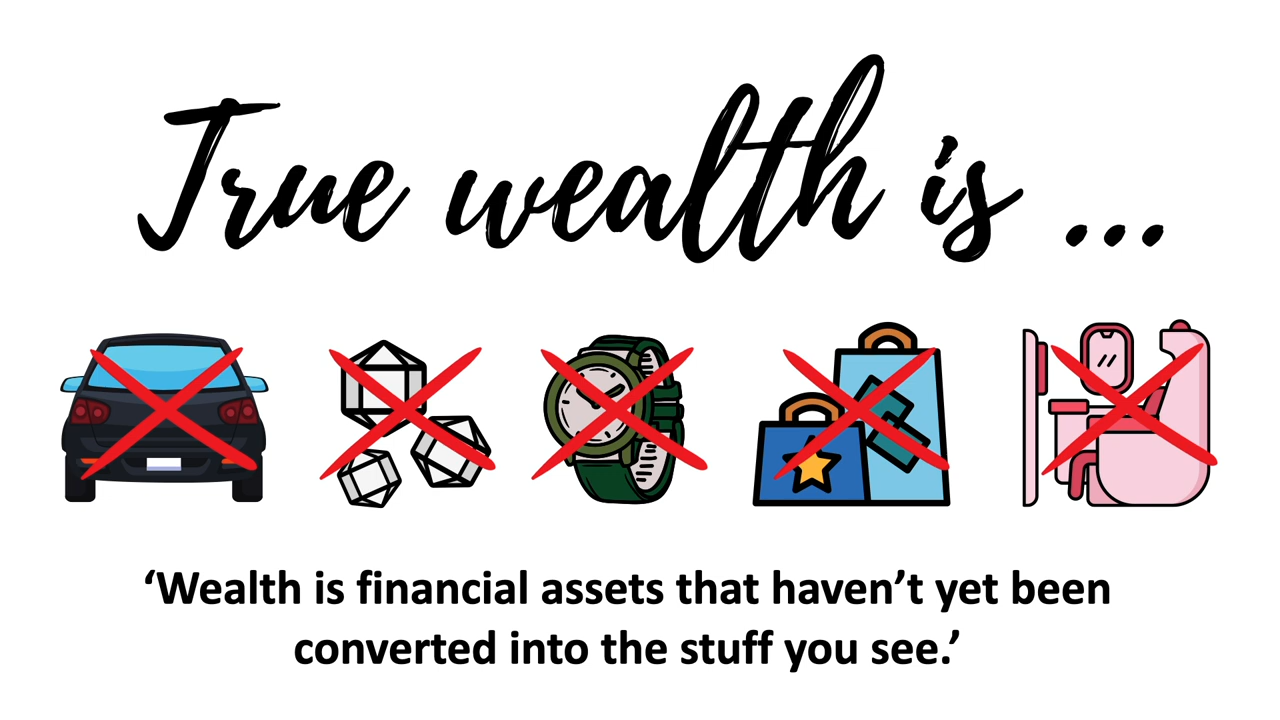 True wealth is ...
‘Wealth is financial assets that haven’t yet been
converted into the stuff you see.’